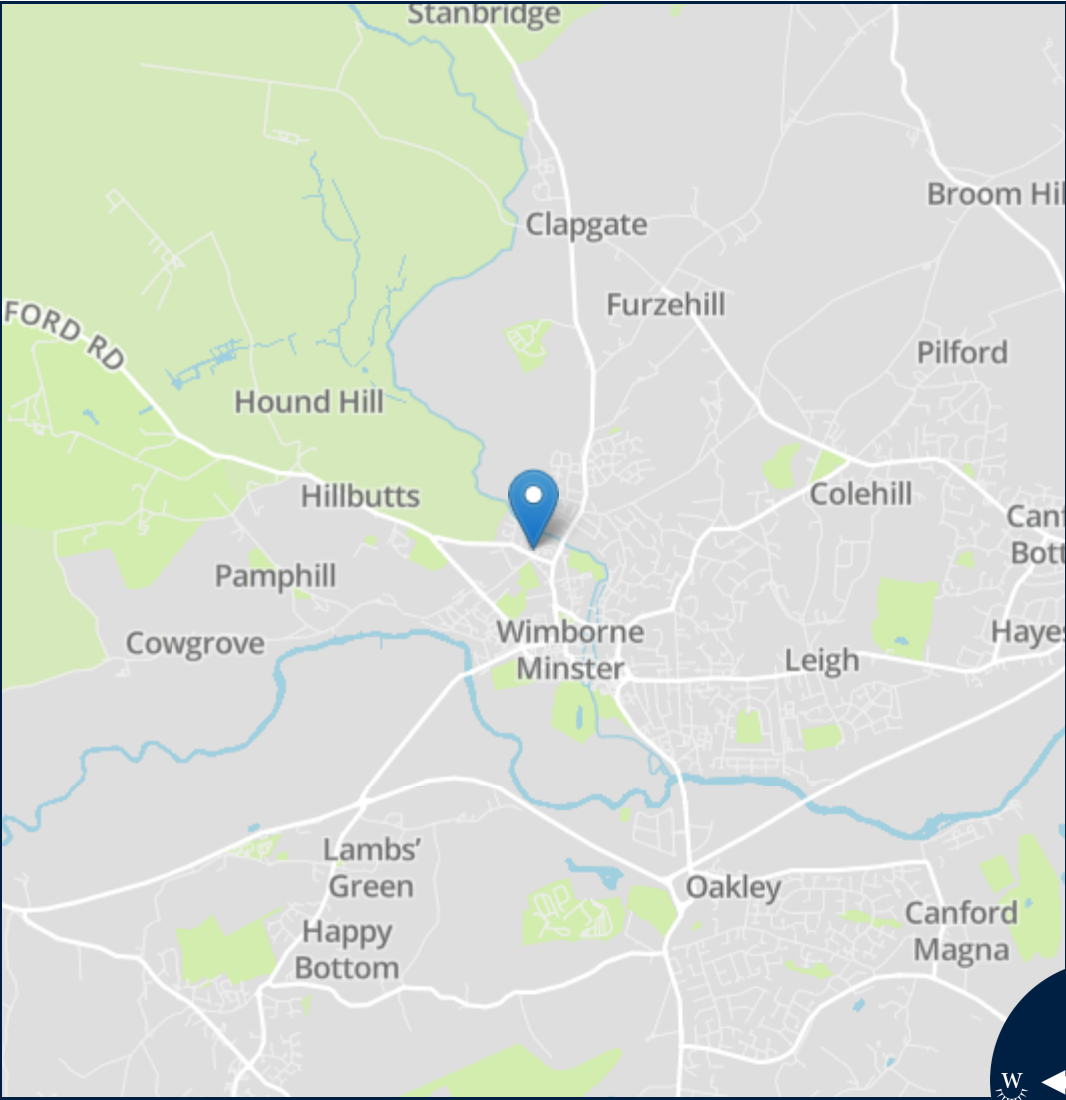 Stanbridge
Broom Hil
Clapgate
Furzehill
FORD RD
Pilford
Hound Hill
Hillbutts
Colehill
Canf
Bott
Pamphill
Cowgrove
Wimborne
Minster
Hayes
Leigh
Lambs’
Green
Oakley
Canford
Magna
Happy
Bottom
W